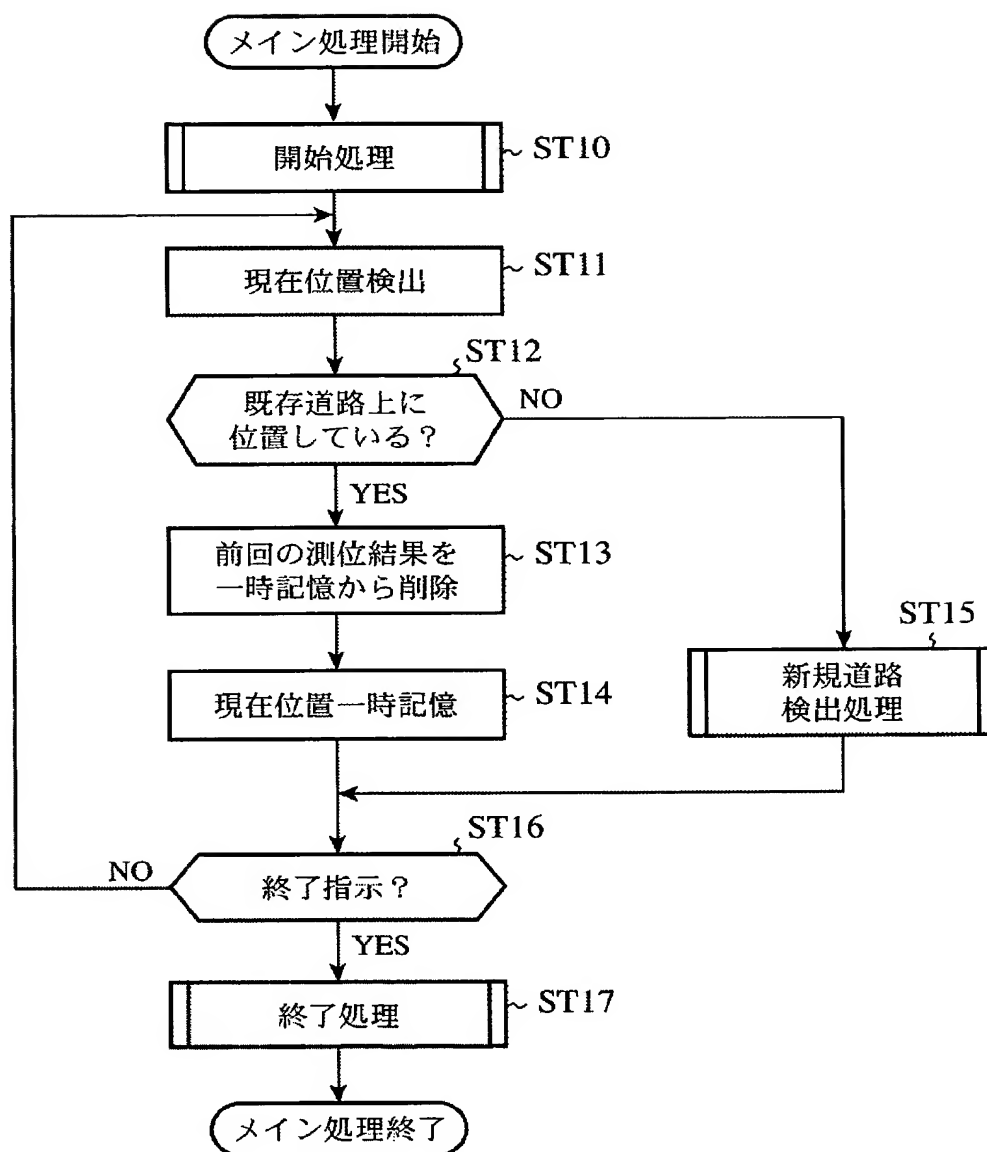 メイン処理開始
開始処理
ST10
現在位置検出
ST11
ST12
既存道路上に
位置している？
NO
YES
前回の測位結果を
一時記憶から削除
ST13
現在位置一時記憶
ST14
ST15
新規道路
検出処理
ST16
終了指示？
NO
YES
終了処理
ST17
メイン処理終了